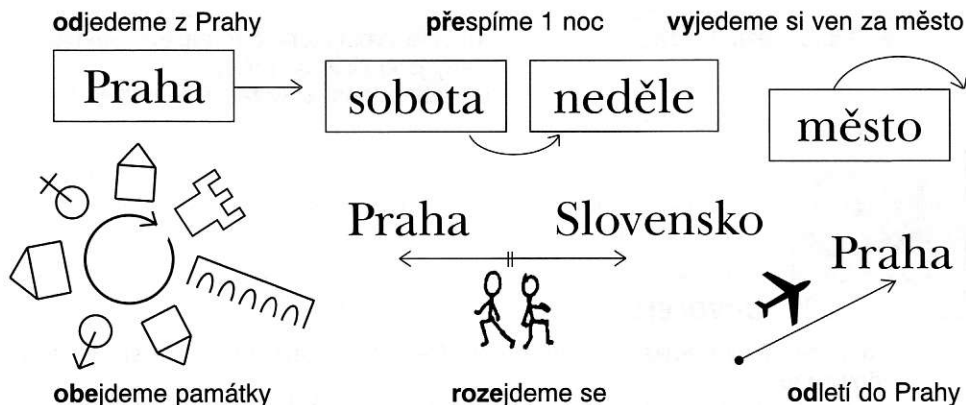 odjedeme z Prahy
přespíme 1 noc
vyjedeme si ven za město
Praha
sobota
neděle
město
Praha
Slovensko
Praha
obejdeme památky
rozejdeme se
odletí do Prahy